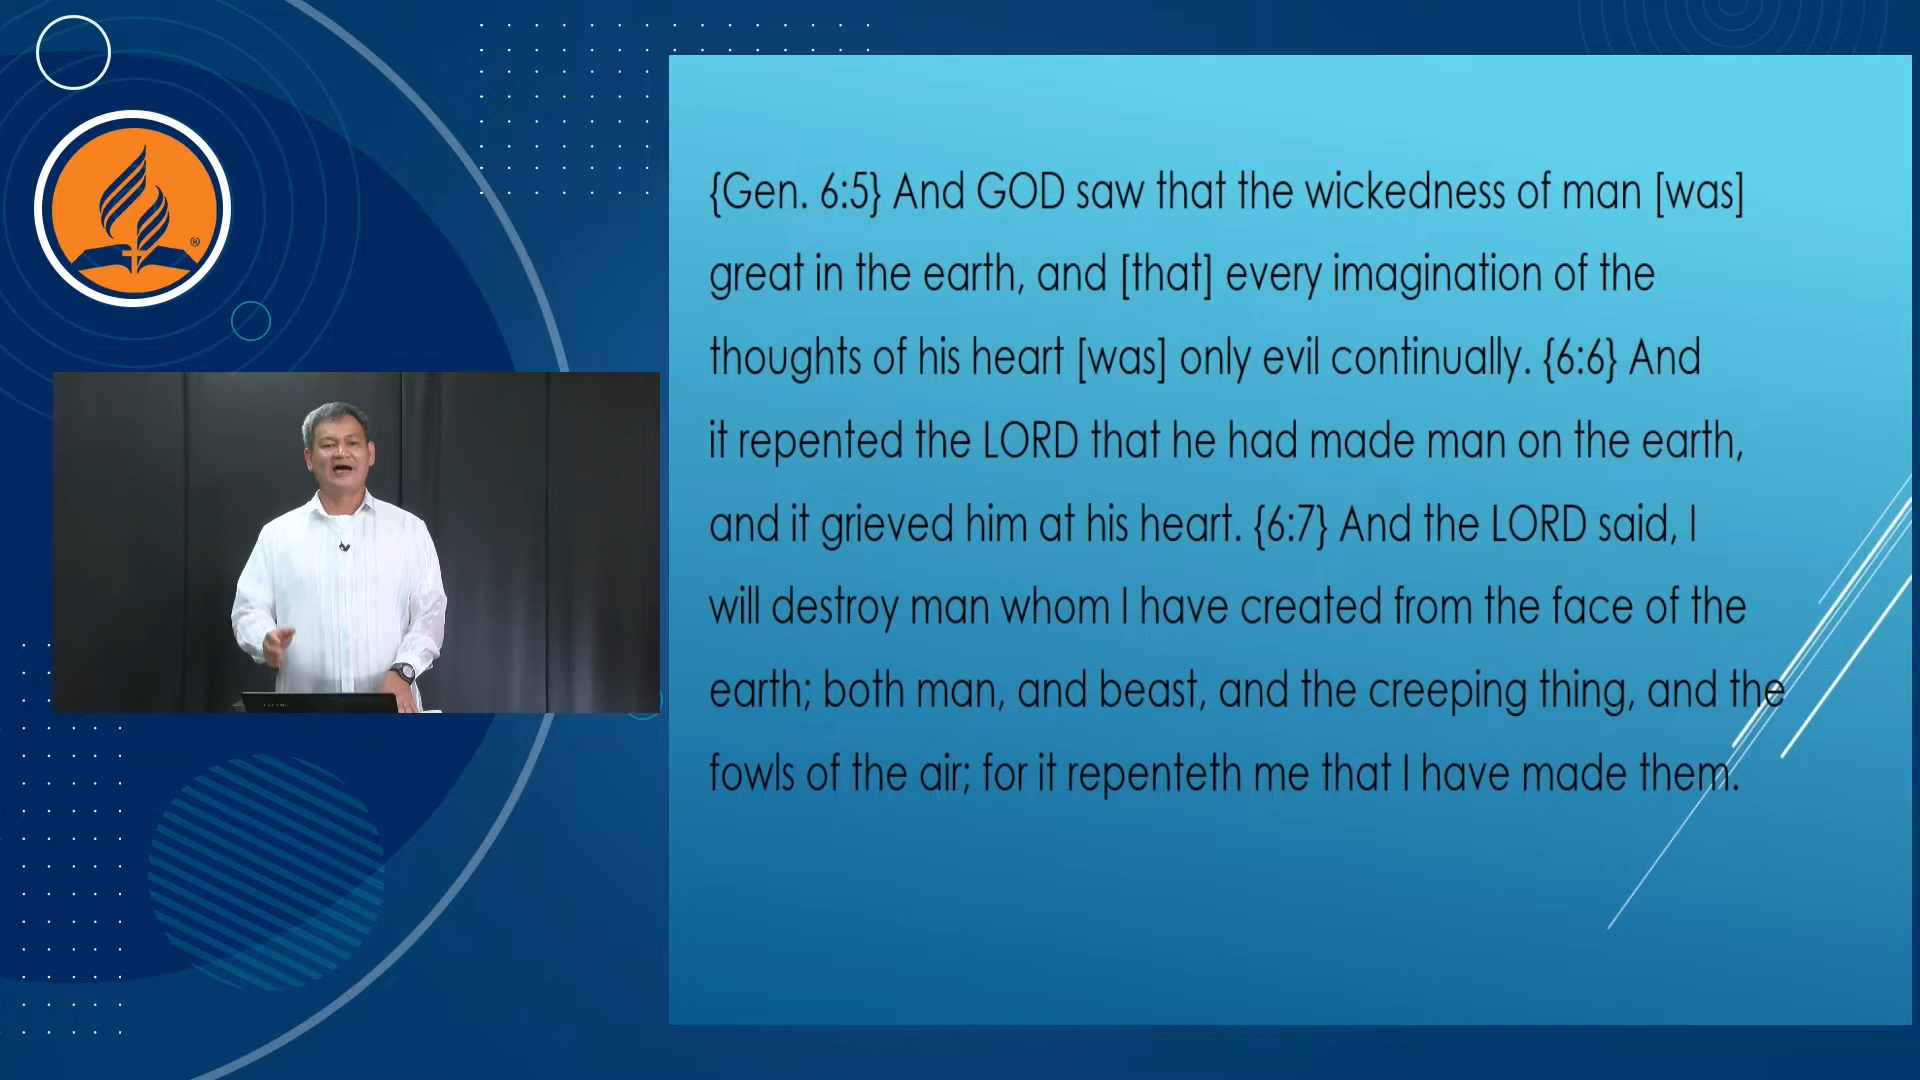 {Gen. 6:5} And GOD saw that the wickedness of man [was]
great in the earth, and [that] every imagination of the
thoughts of his heart [was] only evil continually. {6:6} And
it repented the LORD that he had made man on the earth,
and it grieved him at his heart. {6:7} And the LORD said, I
will destroy man whom I have created from the face of the
earth; both man, and beast, and the creeping thing, and the
fowls of the air; for it repenteth me that I have made them.
®